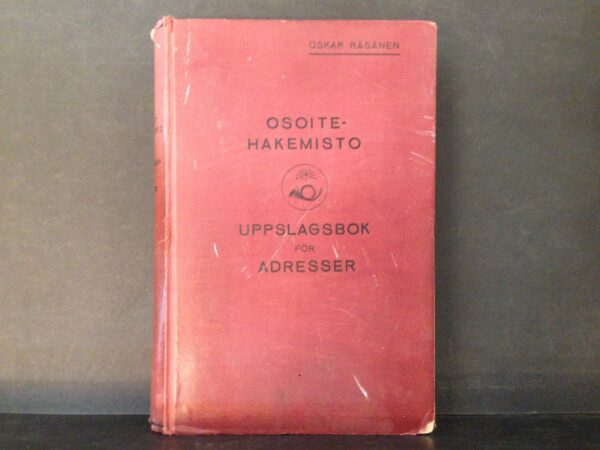 OSKAR RÄSÄNEN
OSOITE-
HAKEMISTO
UPPSLAGSBOK
FÖR
ADRESSER